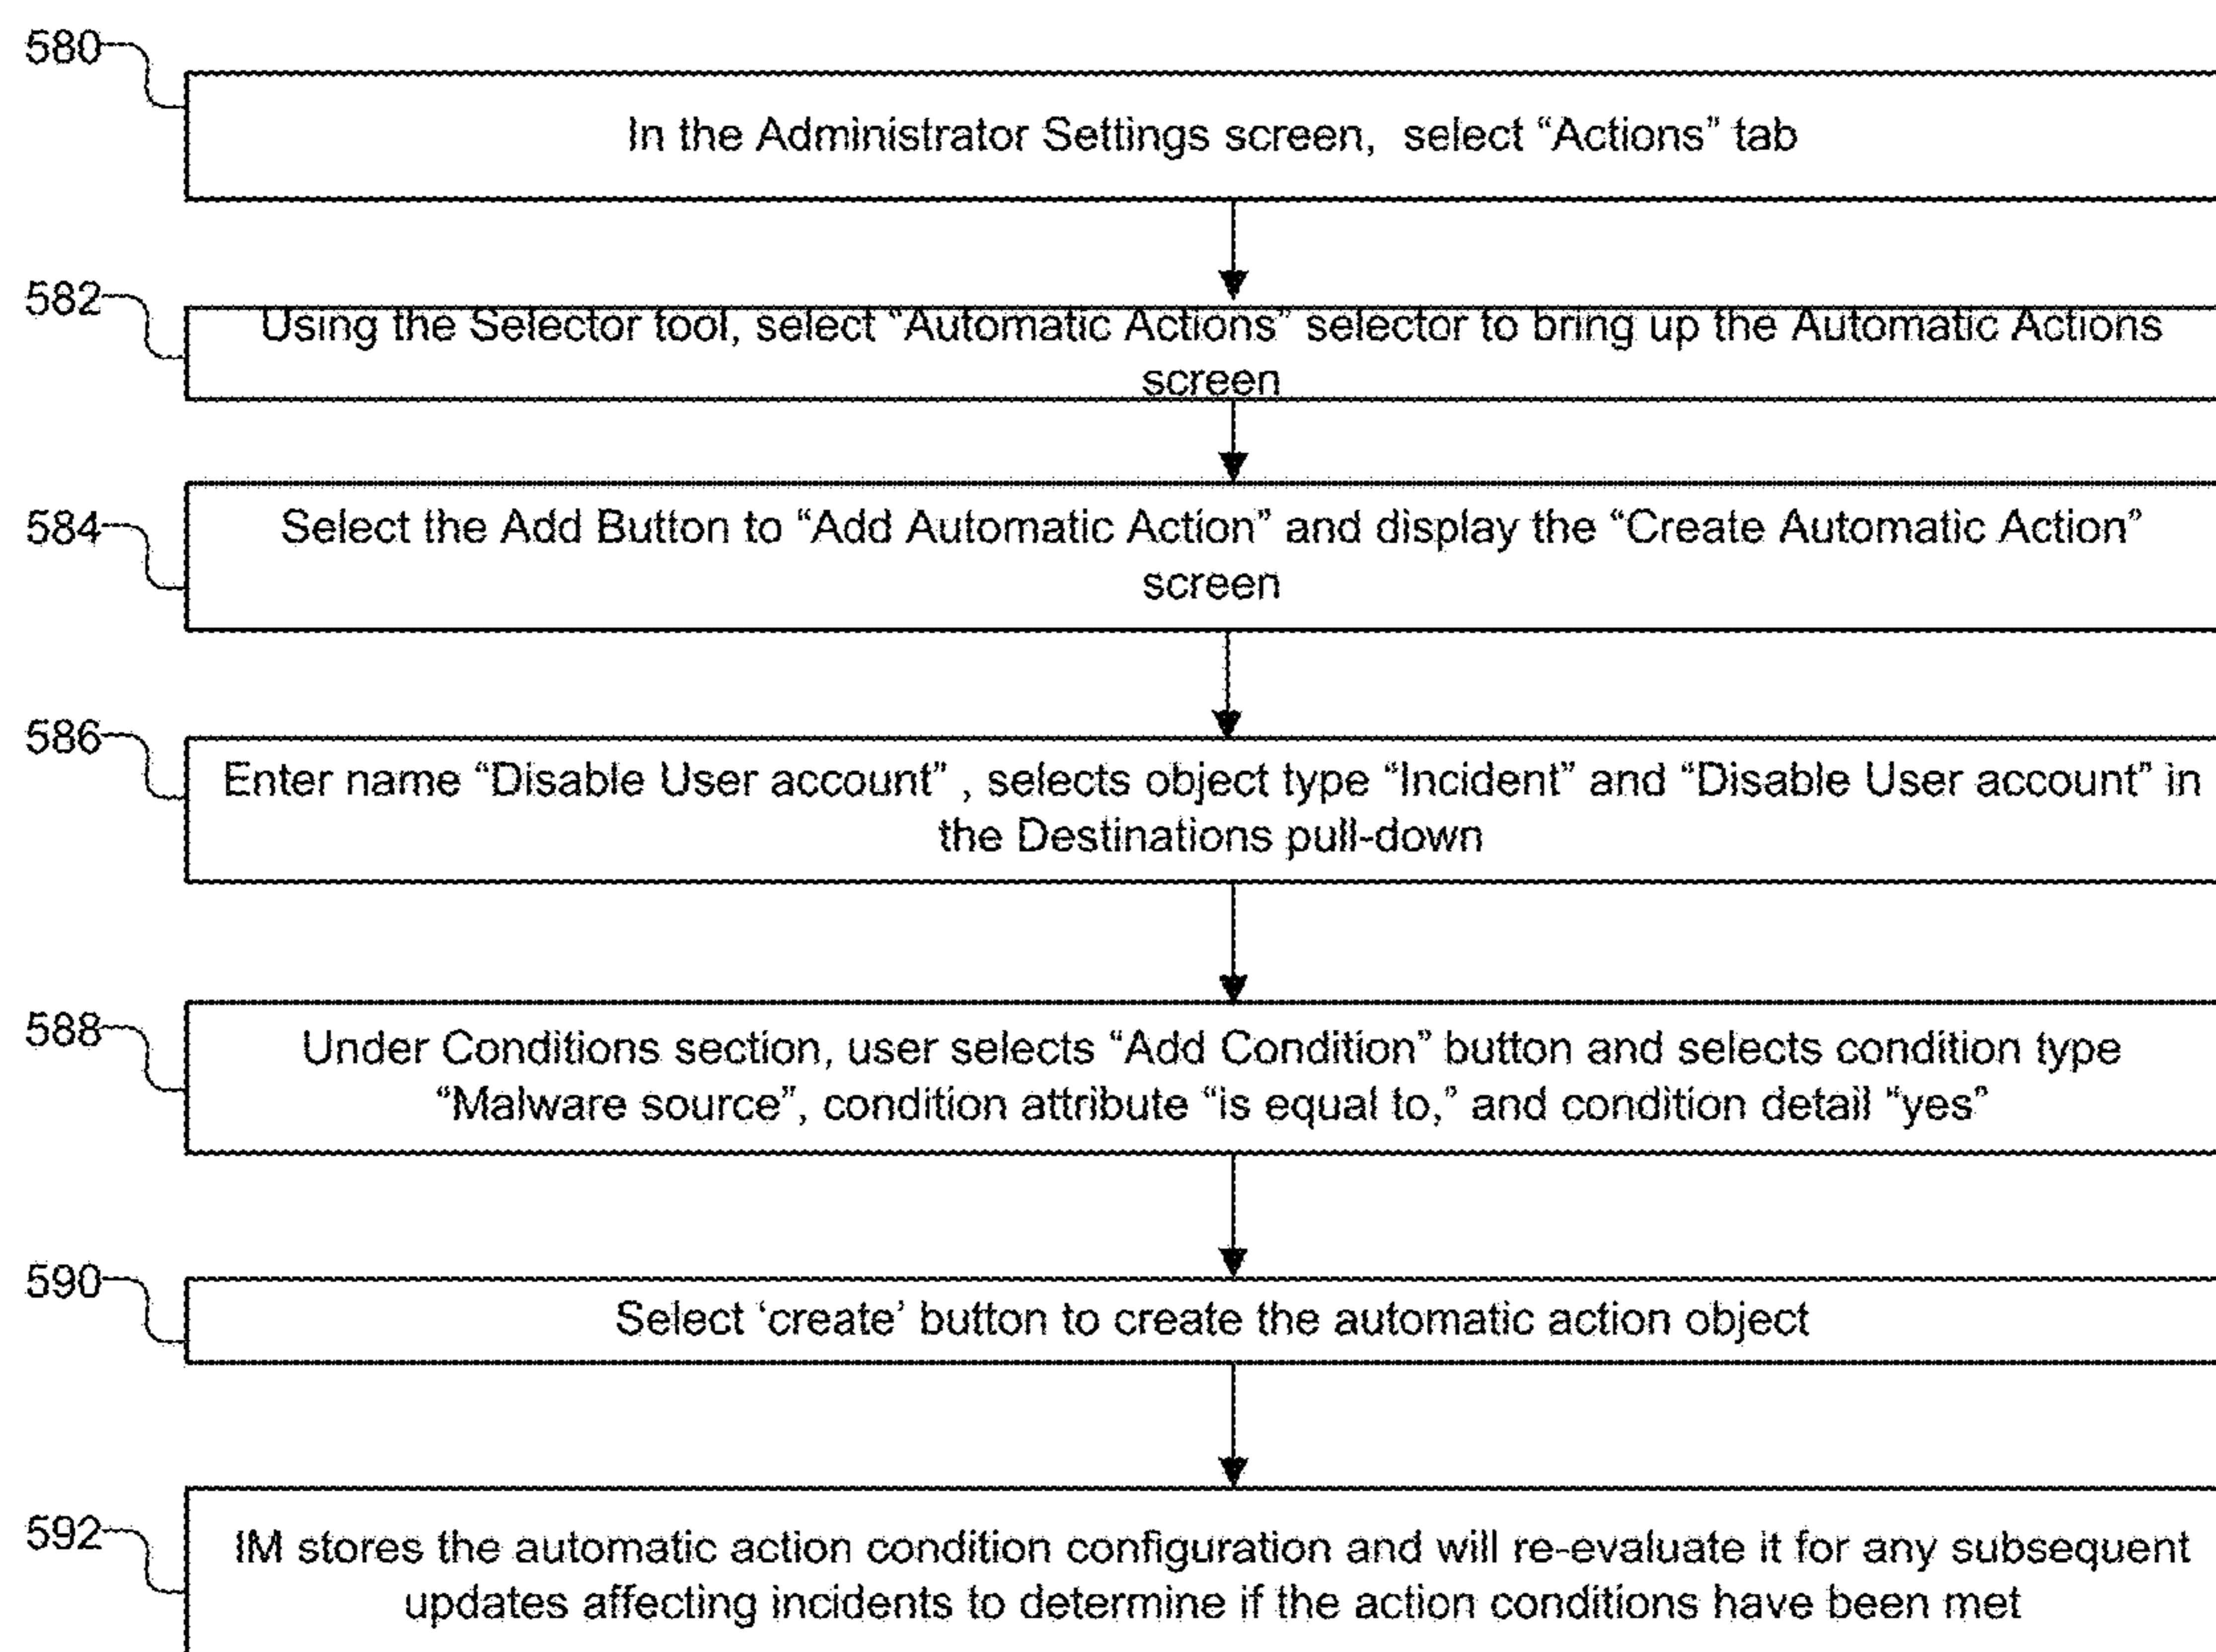 580
In the Administrator Settings screen, select “Actions” tab
582
Using the Selector tool, select “Automatic Actions” selector to bring up the Automatic Actions
screen
584
Select the Add Button to “Add Automatic Action” and display the “Create Automatic Action”
screen
586
Enter name “Disable User account” , selects object type “Incident” and “Disable User account” in
the Destinations pull-down
588
Under Conditions section, user selects “Add Condition” button and selects condition type
“Malware source”, condition attribute “is equal to,” and condition detail “yes”
590
Select ‘create’ button to create the automatic action object
592
IM stores the automatic action condition configuration and will re-evaluate it for any subsequent
updates affecting incidents to determine if the action conditions have been met